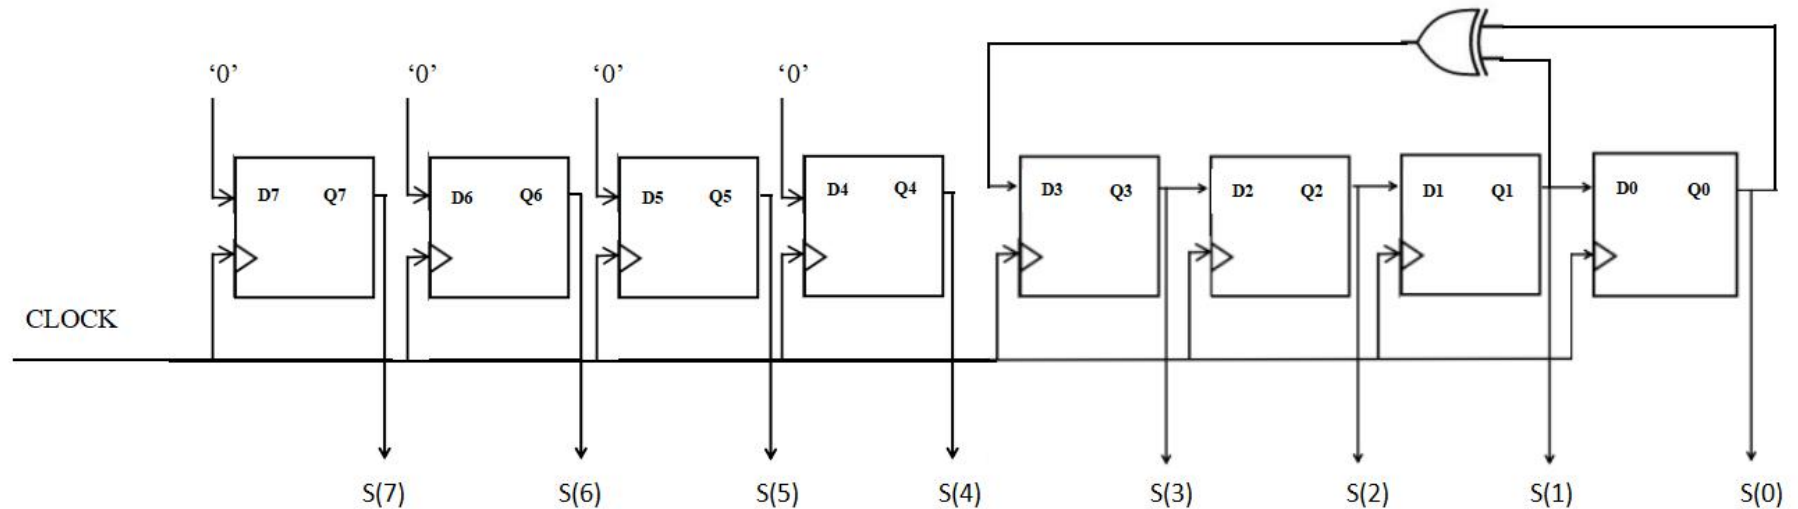 ‘0’ ‘0’ ‘0’ ‘0’
D7 Q7 D6 Q6 D5 Q5 D4 Q4 D3 Q3 D2 Q2 D1 Q1 D0 Q0
CLOCK
S(7) S(6) S(5) S(4) S(3) S(2) S(1) S(0)